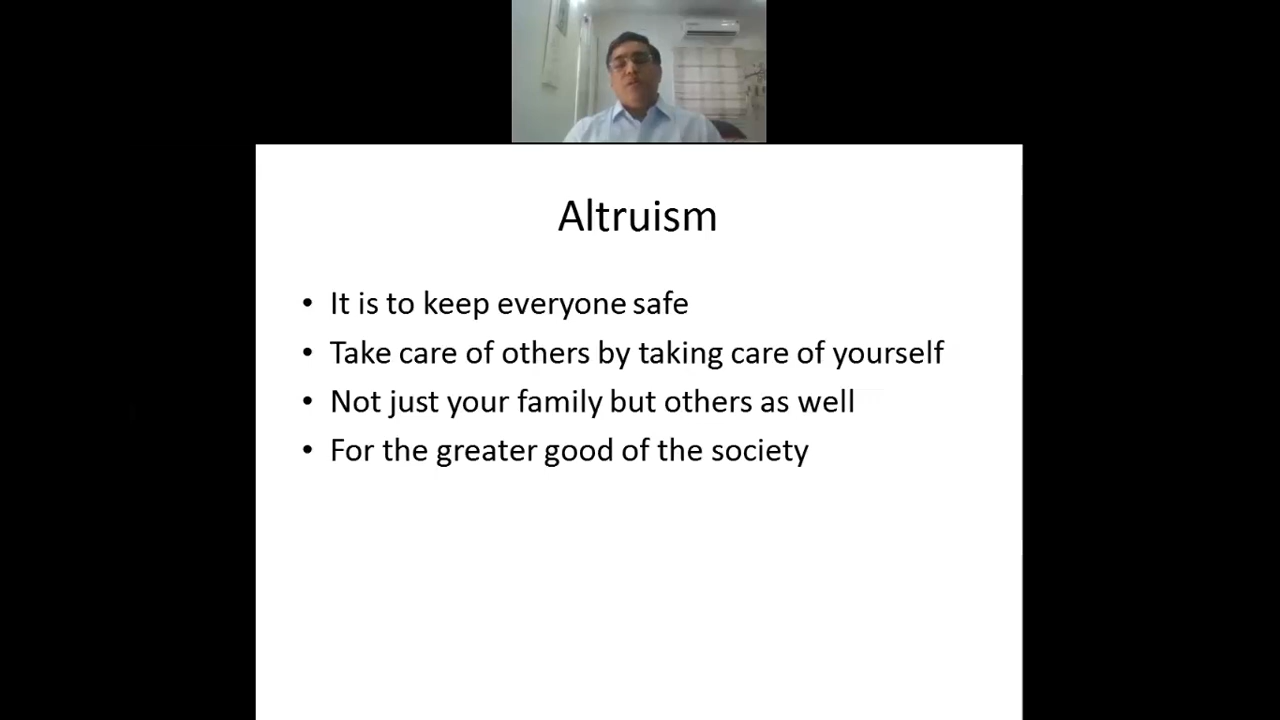 Altruism
• It is to keep everyone safe
• Take care of others by taking care of yourself
• Not just your family but others as well
• For the greater good of the society